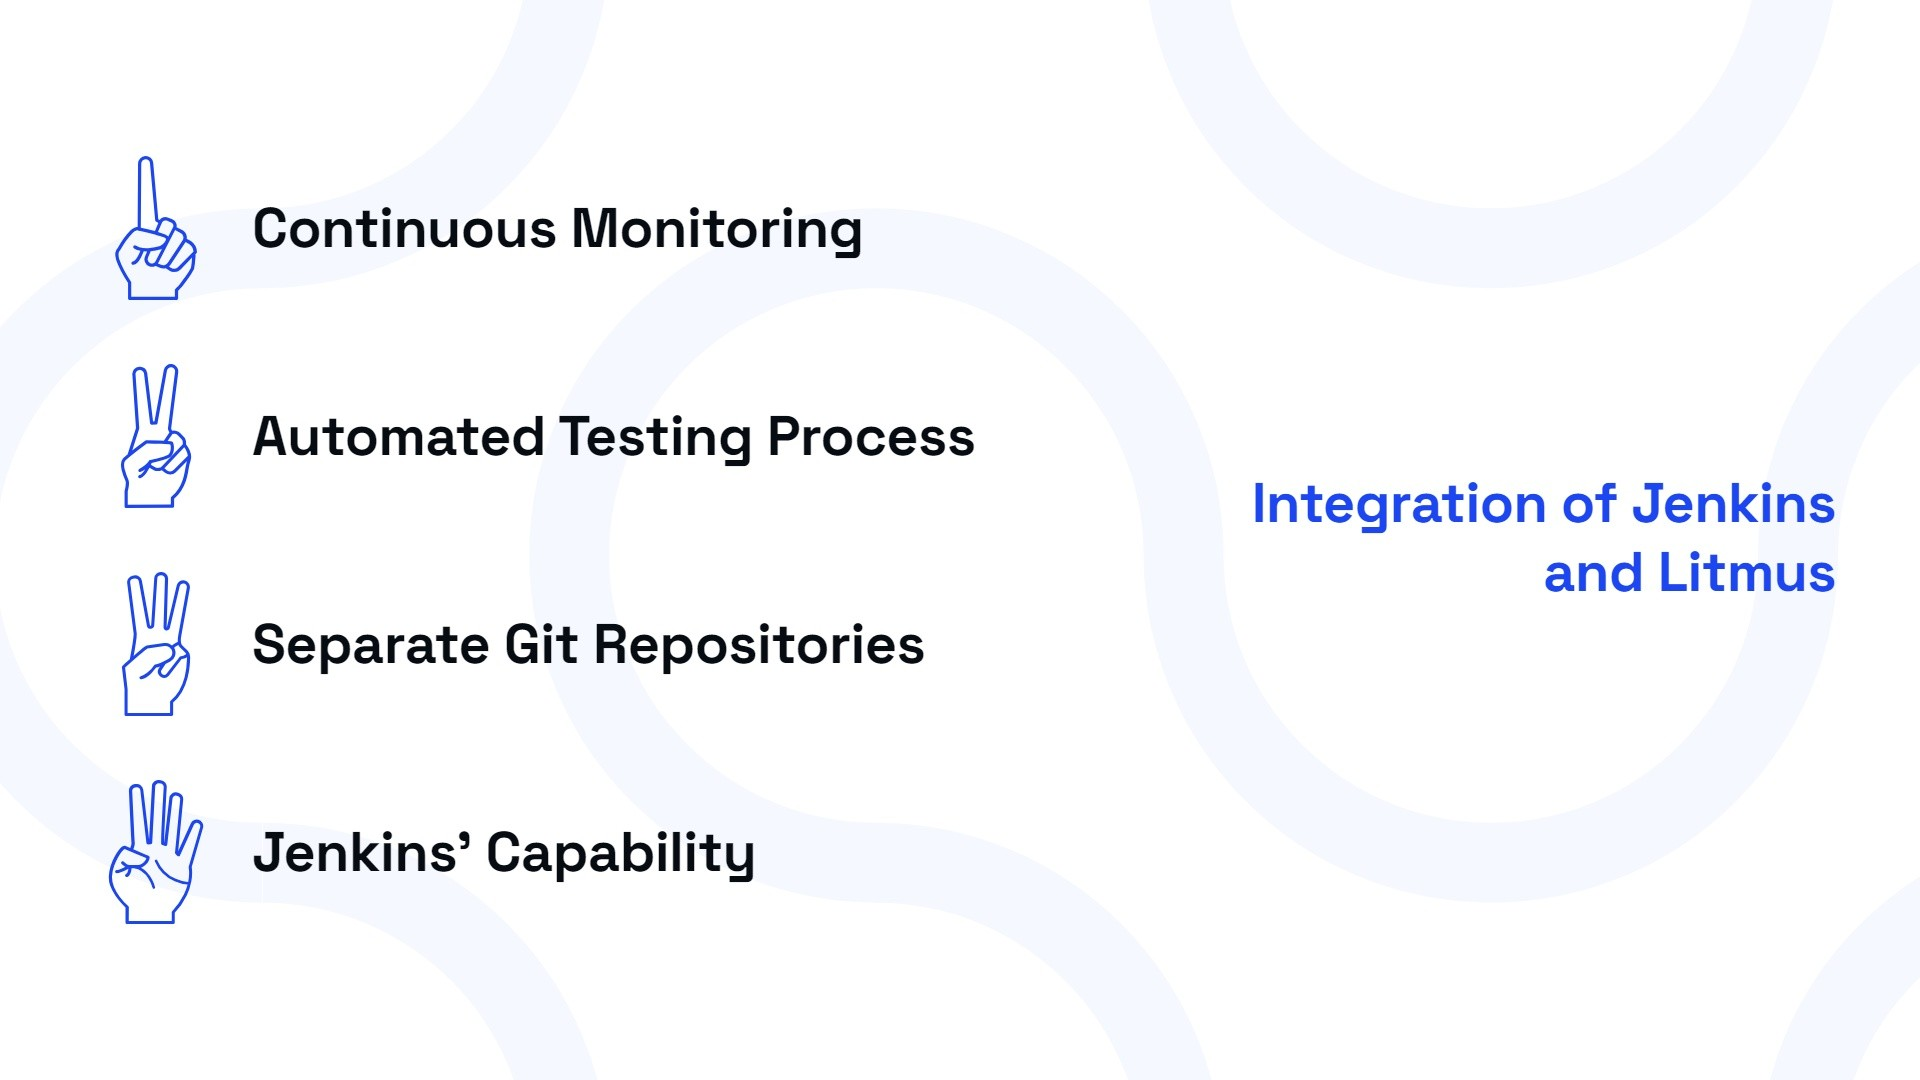 Continuous Monitoring
Automated Testing Process
Separate Git Repositories
Jenkins’ Capability
Integration of Jenkins
and Litmus